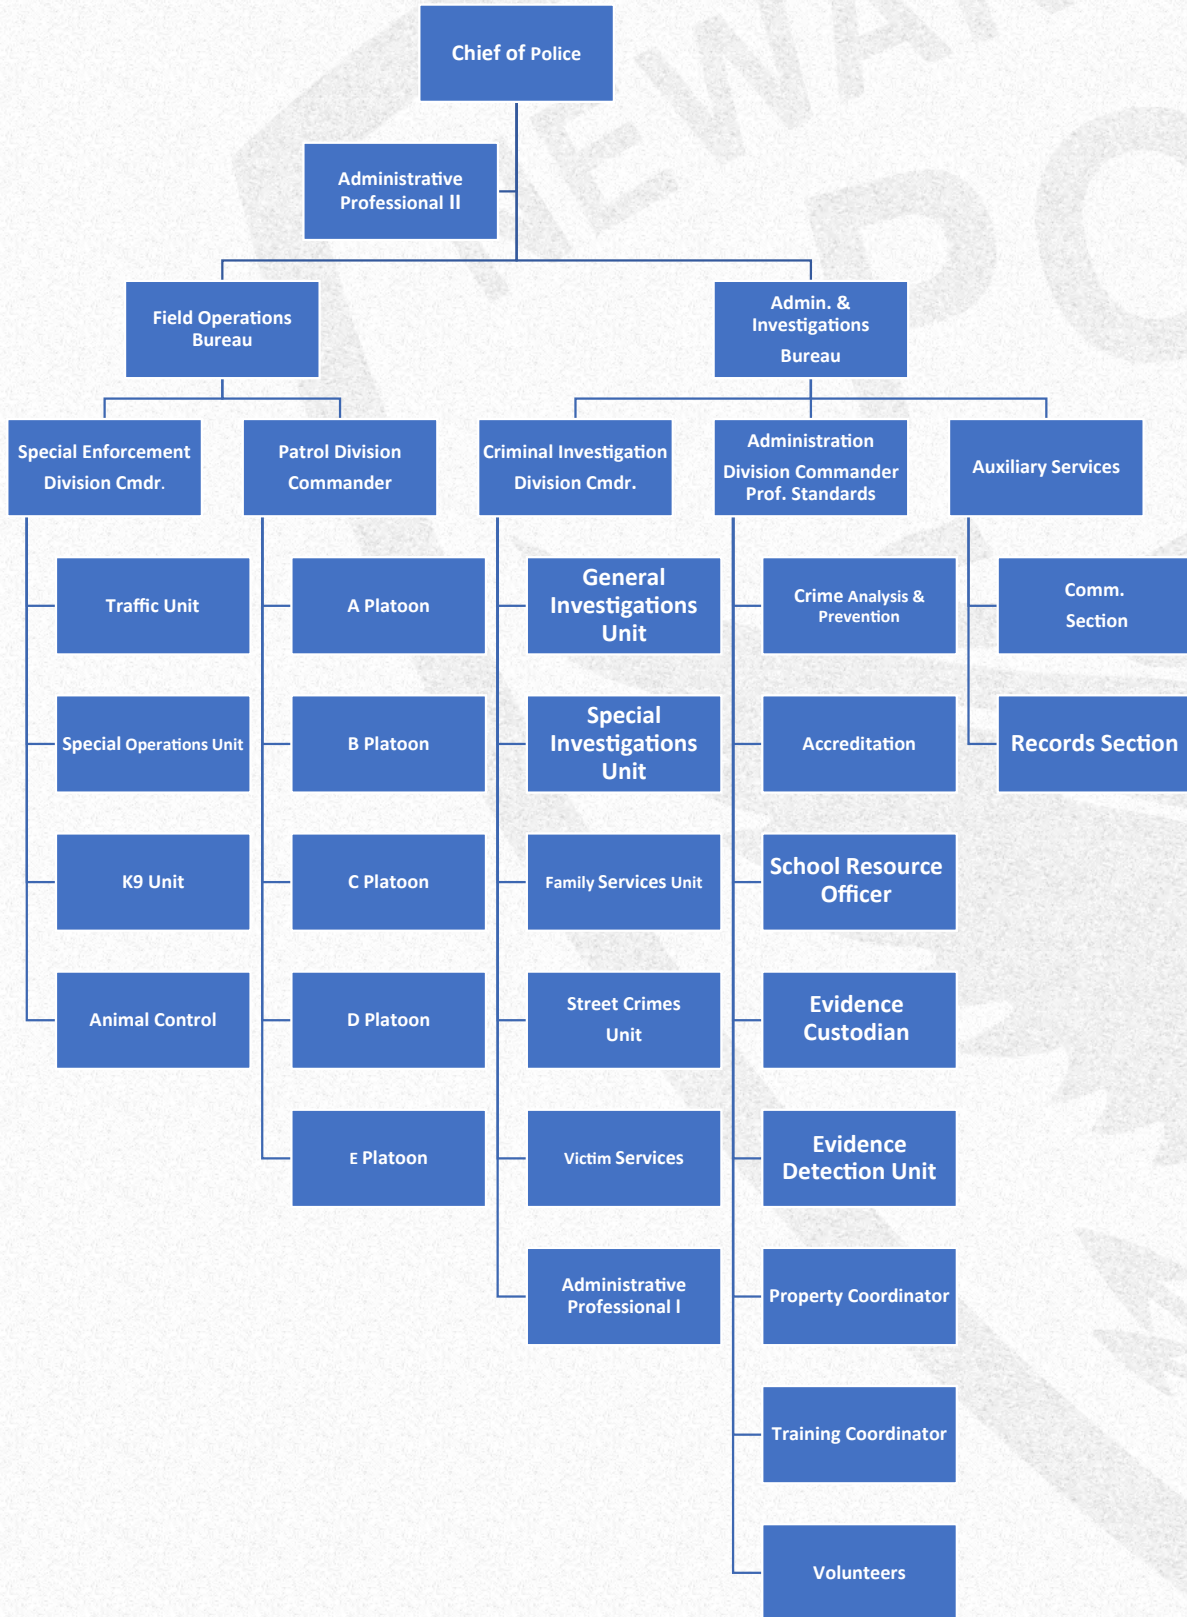 Chief of Police
Administrative
Professional II
Field Operations
Bureau
Admin. &
Investigations
Bureau
Special Enforcement
Division Cmdr.
Patrol Division
Commander
Criminal Investigation
Division Cmdr.
Administration
Division Commander
Prof. Standards
Auxiliary Services
Traffic Unit
Special Operations Unit
K9 Unit
Animal Control
A Platoon
B Platoon
C Platoon
D Platoon
E Platoon
General
Investigations
Unit
Special
Investigations
Unit
Family Services Unit
Street Crimes
Unit
Victim Services
Administrative
Professional I
Crime Analysis &
Prevention
Accreditation
School Resource
Officer
Evidence
Custodian
Evidence
Detection Unit
Property Coordinator
Training Coordinator
Volunteers
Comm.
Section
Records Section